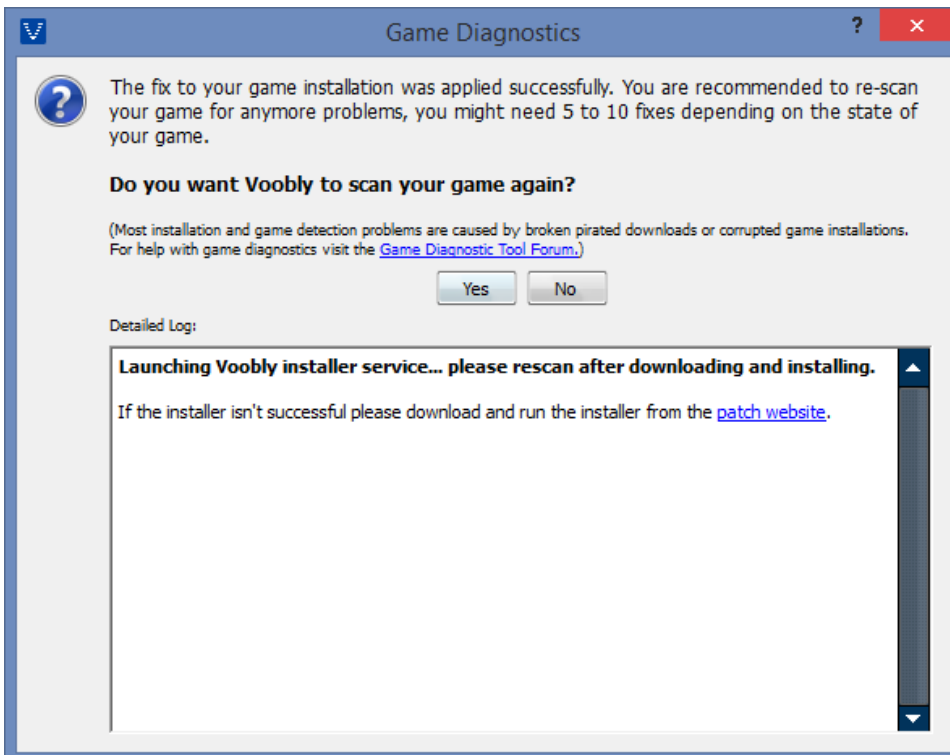 Game Diagnostics
?
The fix to your game installation was applied successfully. You are recommended to re-scan
your game for anymore problems, you might need 5 to 10 fixes depending on the state of
your game.
Do you want Voobly to scan your game again?
(Most installation and game detection problems are caused by broken pirated downloads or corrupted game installations.
For help with game diagnostics visit the Game Diagnostic Tool Forum.)
Yes No
Detailed Log:
Launching Voobly installer service... please rescan after downloading and installing.
If the installer isn't successful please download and run the installer from the patch website.